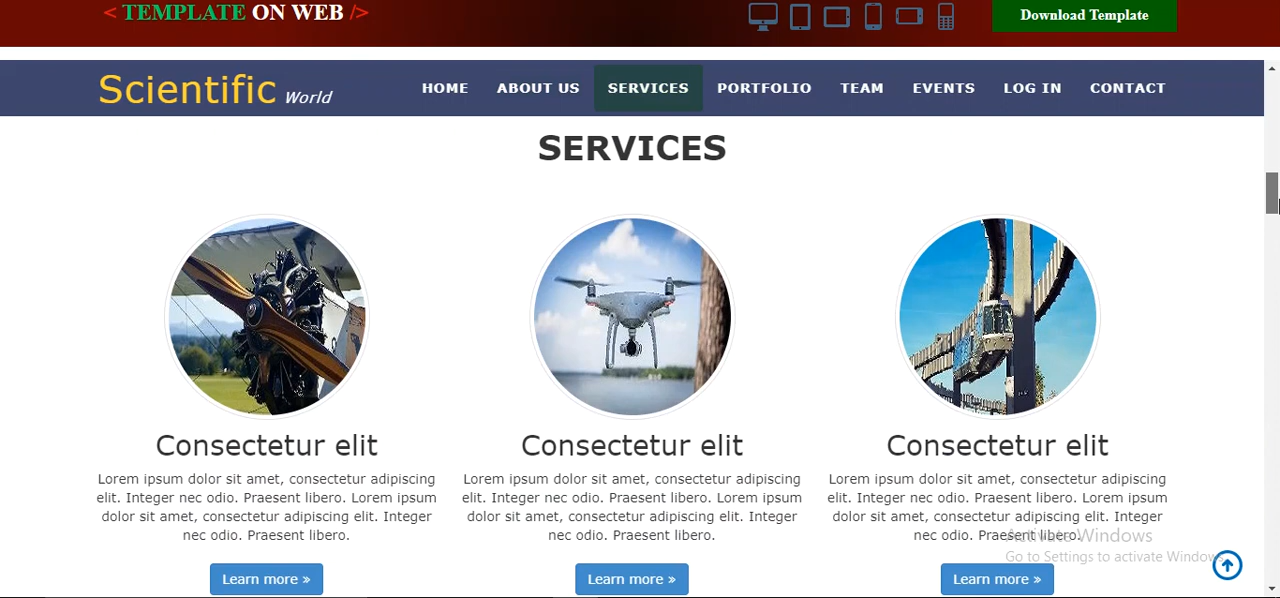 < TEMPLATE ON WEB />
Download Template
Scientific World
HOME ABOUT US SERVICES PORTFOLIO TEAM EVENTS LOG IN CONTACT
SERVICES
Consectetur elit
Lorem ipsum dolor sit amet, consectetur adipiscing
elit. Integer nec odio. Praesent libero. Lorem ipsum
dolor sit amet, consectetur adipiscing elit. Integer
nec odio. Praesent libero.
Learn more »
Consectetur elit
Lorem ipsum dolor sit amet, consectetur adipiscing
elit. Integer nec odio. Praesent libero. Lorem ipsum
dolor sit amet, consectetur adipiscing elit. Integer
nec odio. Praesent libero.
Learn more »
Consectetur elit
Lorem ipsum dolor sit amet, consectetur adipiscing
elit. Integer nec odio. Praesent libero. Lorem ipsum
dolor sit amet, consectetur adipiscing elit. Integer
nec odio. Praesent libero.
Learn more »
Activate Windows
Go to Settings to activate Windows.